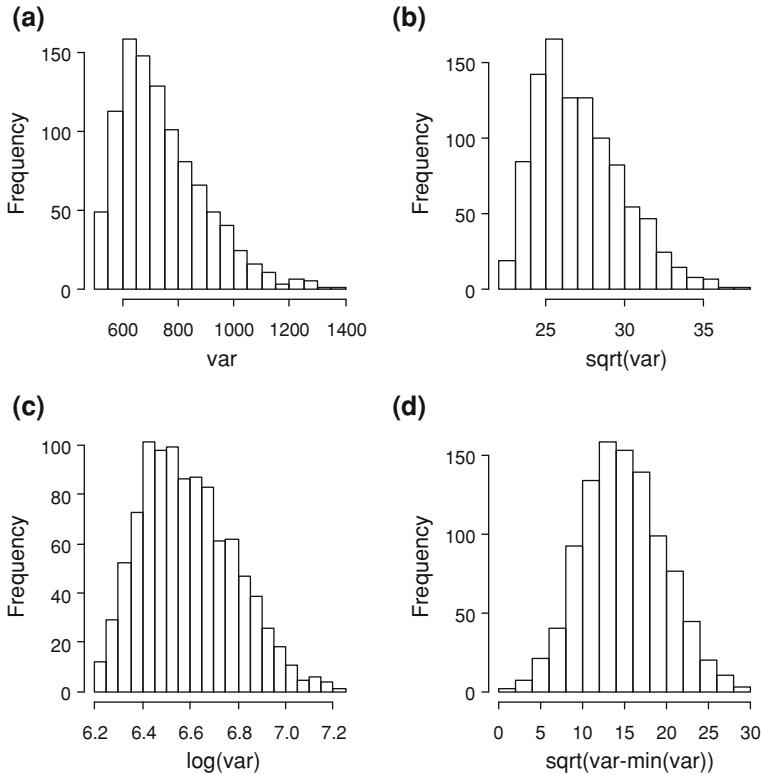 (a)
150
100
50
0
Frequency
600 800 1000 1200 1400
var
(b)
150
100
50
0
Frequency
25 30 35
sqrt(var)
(c)
100
80
60
40
20
0
Frequency
6.2 6.4 6.6 6.8 7.0 7.2
log(var)
(d)
150
100
50
0
Frequency
0 5 10 15 20 25 30
sqrt(var-min(var))